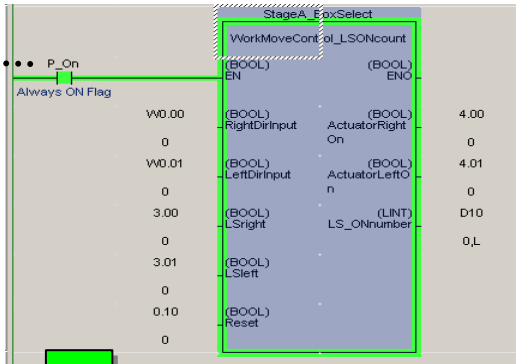 StageA_BoxSelect
WorkMoveControl_LSONcount
P_On
(BOOL)
EN
(BOOL)
ENO
Always ON Flag
W0.00
(BOOL)
RightDirInput
(BOOL)
ActuatorRight
On
4.00
0
0
W0.01
(BOOL)
LeftDirInput
(BOOL)
ActuatorLeftO
n
4.01
0
0
3.00
(BOOL)
LSright
(LINT)
LS_ONnumber
D10
0
0,L
3.01
(BOOL)
LSleft
0
0.10
(BOOL)
Reset
0